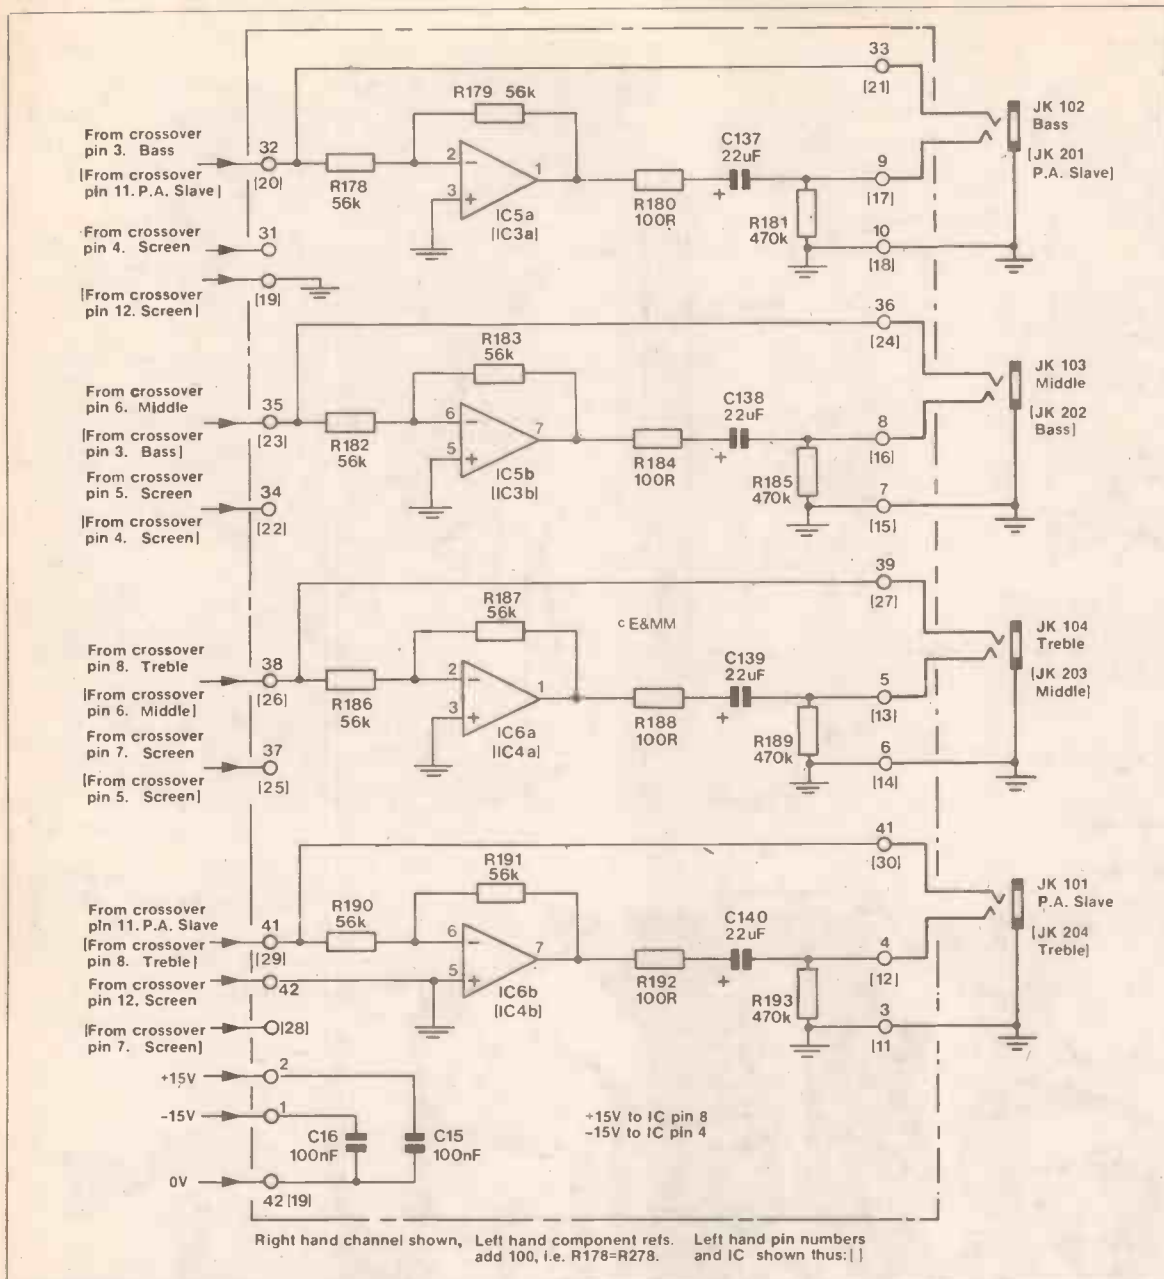 33
[21]
R179 56k
JK 102
Bass
[JK 201
P.A. Slave]
From crossover
pin 3. Bass
[From crossover
pin 11. P.A. Slave]
32
[20]
R178
56k
2
3
1
IC5a
[IC3a]
R180
100R
C137
22uF
+
R181
470k
9
[17]
10
[18]
From crossover
pin 4. Screen
31
[From crossover
pin 12. Screen]
[19]
36
[24]
R183
56k
JK 103
Middle
[JK 202
Bass]
From crossover
pin 6. Middle
[From crossover
pin 3. Bass]
35
[23]
R182
56k
6
5
7
IC5b
[IC3b]
R184
100R
C138
22uF
+
R185
470k
8
[16]
7
[15]
From crossover
pin 5. Screen
[From crossover
pin 4. Screen]
34
[22]
39
[27]
R187
56k
c E&MM
JK 104
Treble
[JK 203
Middle]
From crossover
pin 8. Treble
[From crossover
pin 6. Middle]
38
[26]
R186
56k
2
3
1
IC6a
[IC4a]
R188
100R
C139
22uF
+
R189
470k
5
[13]
6
[14]
From crossover
pin 7. Screen
[From crossover
pin 5. Screen]
37
[25]
41
[30]
R191
56k
JK 101
P.A. Slave
[JK 204
Treble]
From crossover
pin 11. P.A. Slave
[From crossover
pin 8. Treble]
41
[29]
R190
56k
6
5
7
IC6b
[IC4b]
R192
100R
C140
22uF
+
R193
470k
4
[12]
3
[11]
From crossover
pin 12. Screen
42
[From crossover
pin 7. Screen]
[28]
+15V
2
-15V
1
C16
100nF
C15
100nF
0V
42 [19]
+15V to IC pin 8
-15V to IC pin 4
Right hand channel shown, Left hand component refs. Left hand pin numbers
add 100, i.e. R178=R278. and IC shown thus:[ ]